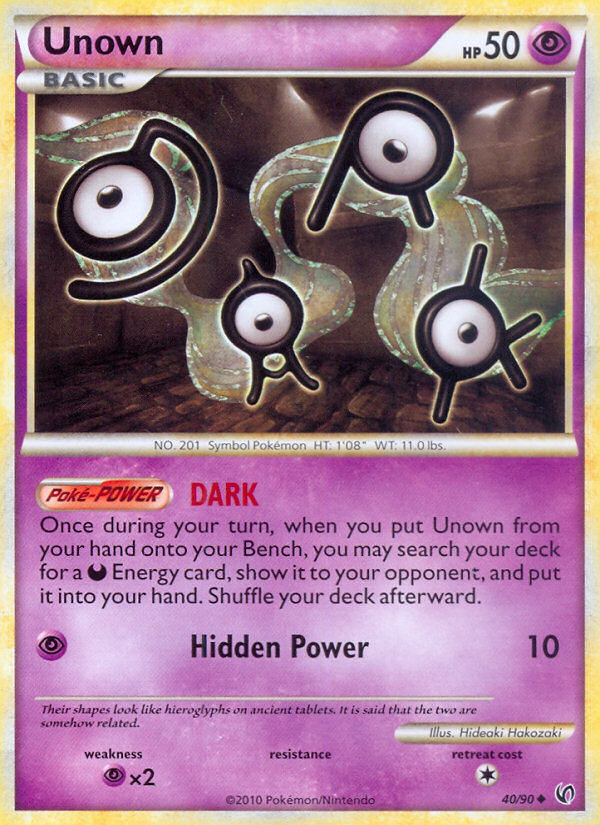 Unown
HP 50
BASIC
NO. 201 Symbol Pokémon HT: 1'08" WT: 11.0 lbs.
Poké-POWER DARK
Once during your turn, when you put Unown from
your hand onto your Bench, you may search your deck
for a Energy card, show it to your opponent, and put
it into your hand. Shuffle your deck afterward.
Hidden Power 10
Their shapes look like hieroglyphs on ancient tablets. It is said that the two are
somehow related.
Illus. Hideaki Hakozaki
weakness resistance retreat cost
×2
©2010 Pokémon/Nintendo 40/90